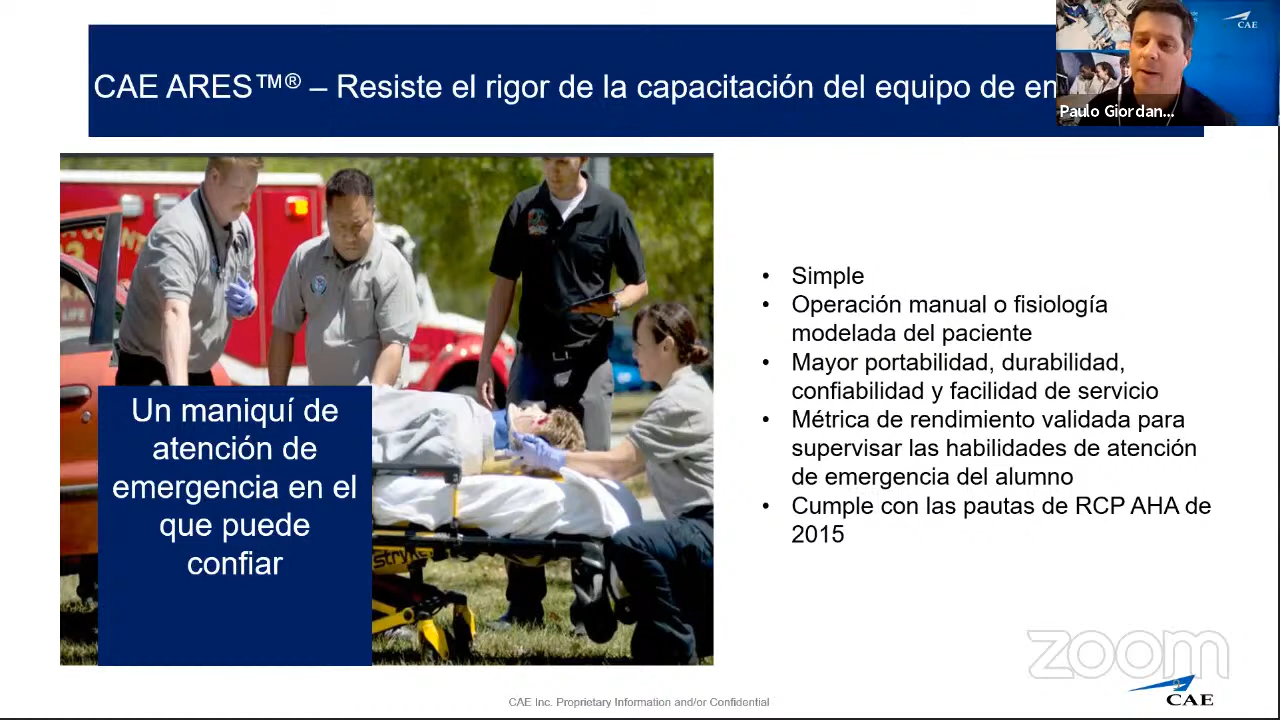 CAE ARES™® – Resiste el rigor de la capacitación del equipo de em
CAE
Paulo Giordan...
LIFE
stryker
Un maniquí de
atención de
emergencia en el
que puede
confiar
• Simple
• Operación manual o fisiología
modelada del paciente
• Mayor portabilidad, durabilidad,
confiabilidad y facilidad de servicio
• Métrica de rendimiento validada para
supervisar las habilidades de atención
de emergencia del alumno
• Cumple con las pautas de RCP AHA de
2015
zoom
CAE
CAE Inc. Proprietary Information and/or Confidential